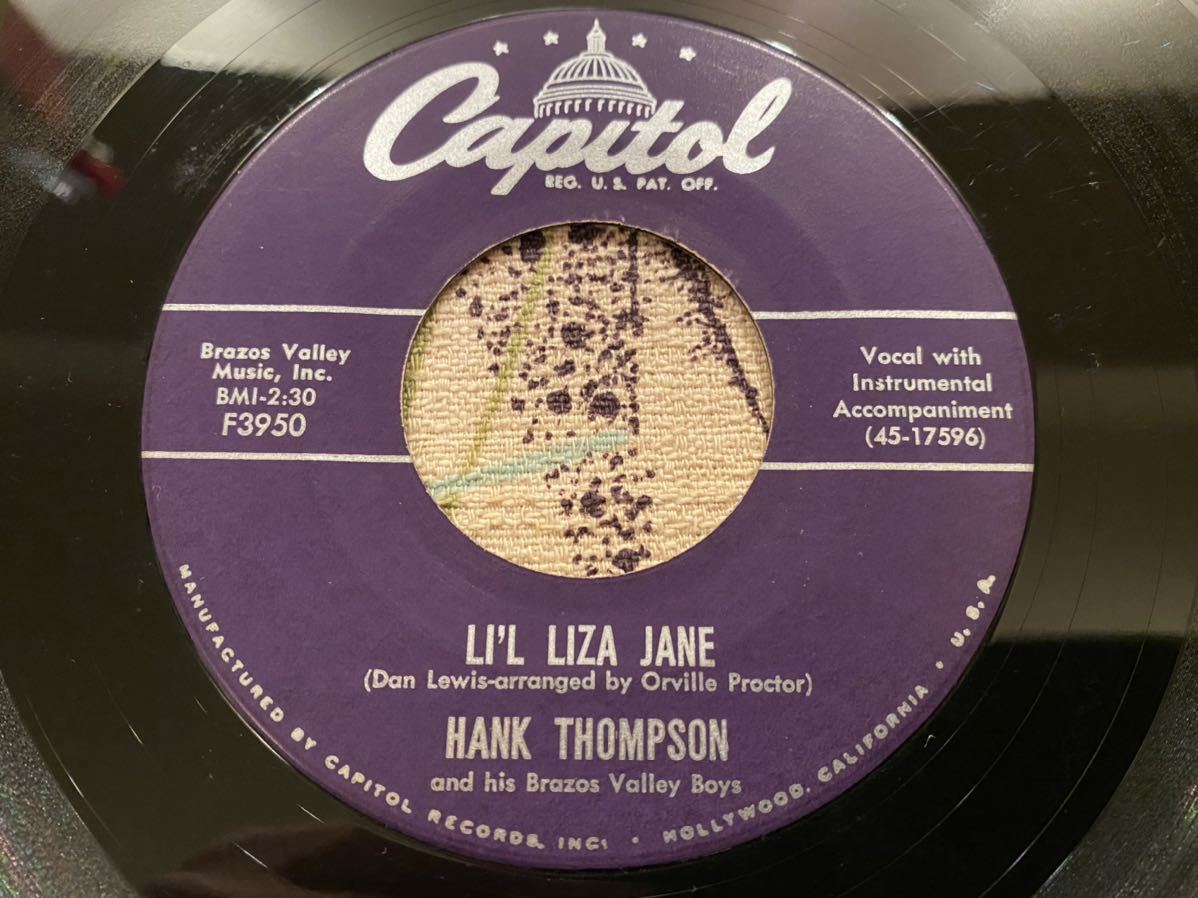 Capitol
REG. U. S. PAT. OFF.
Brazos Valley
Music, Inc.
BMI-2:30
F3950
Vocal with
Instrumental
Accompaniment
(45-17596)
LI'L LIZA JANE
(Dan Lewis-arranged by Orville Proctor)
HANK THOMPSON
and his Brazos Valley Boys
MANUFACTURED BY CAPITOL RECORDS, INC. • HOLLYWOOD, CALIFORNIA • U. S. A.